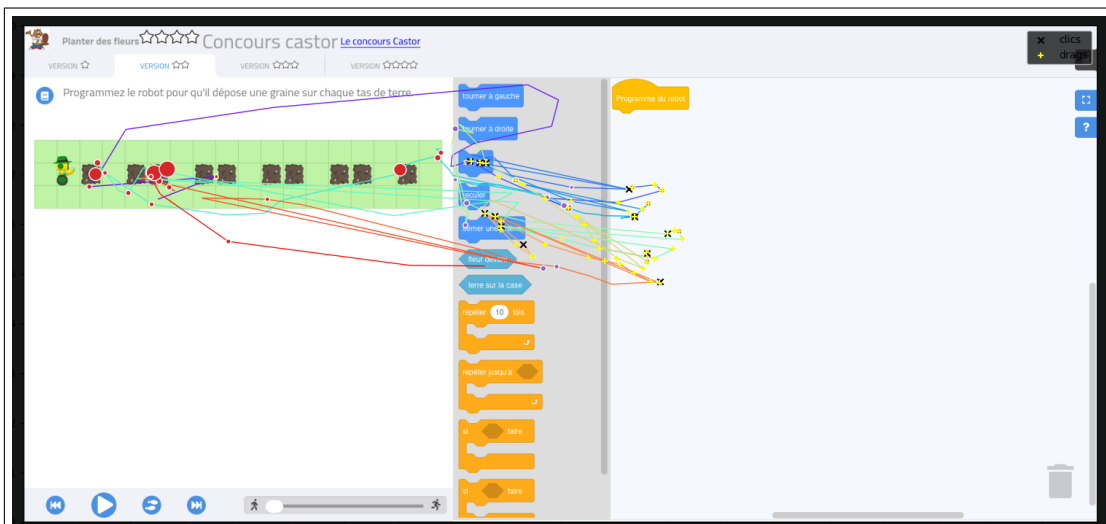 Planter des fleurs Concours castor Le concours Castor
clics
drags
VERSION VERSION VERSION VERSION
Programmez le robot pour qu'il dépose une graine sur chaque tas de terre.
tourner à gauche
Programme du robot
tourner à droite
reculer
semer une
fleur devant
terre sur la case
répéter 10 fois
répéter jusqu'à
si faire
si faire
?